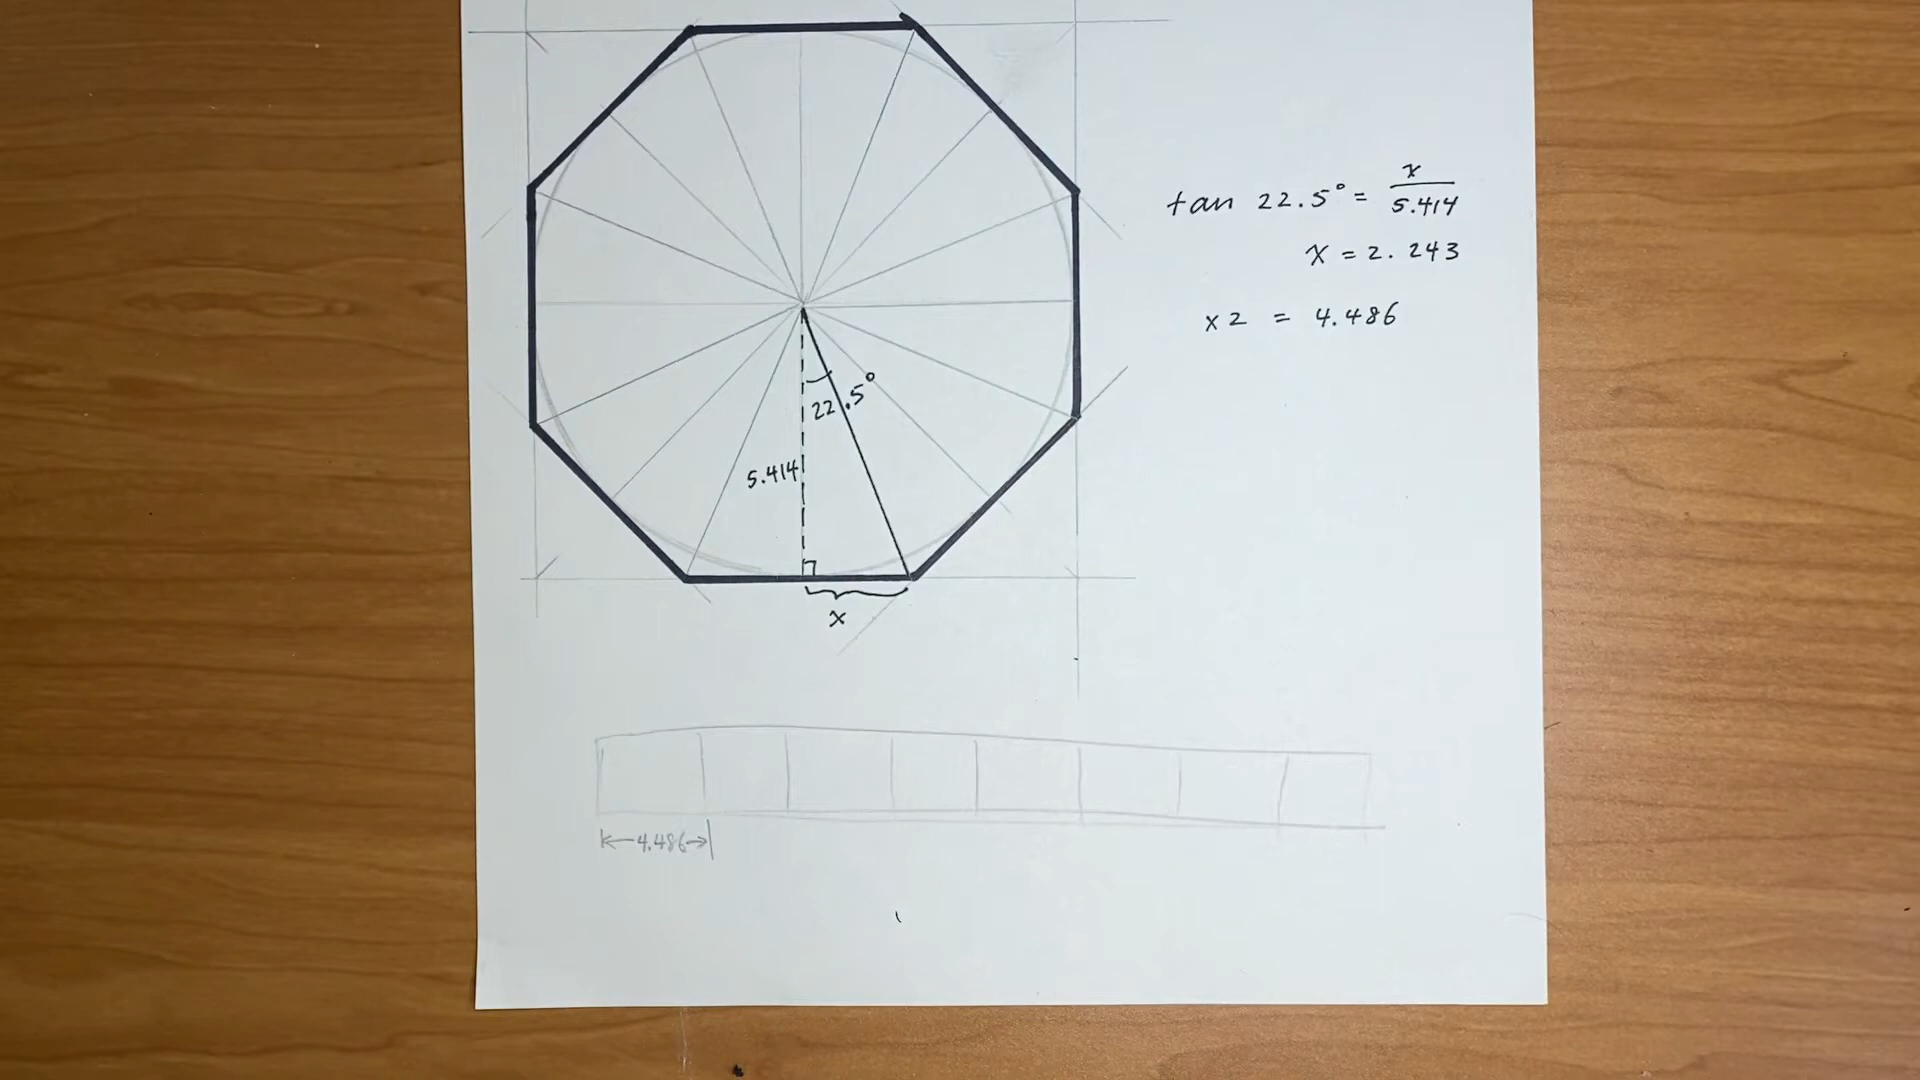 tan 22.5° = x/5.414
x = 2.243
x2 = 4.486
22.5°
5.414
x
4.486